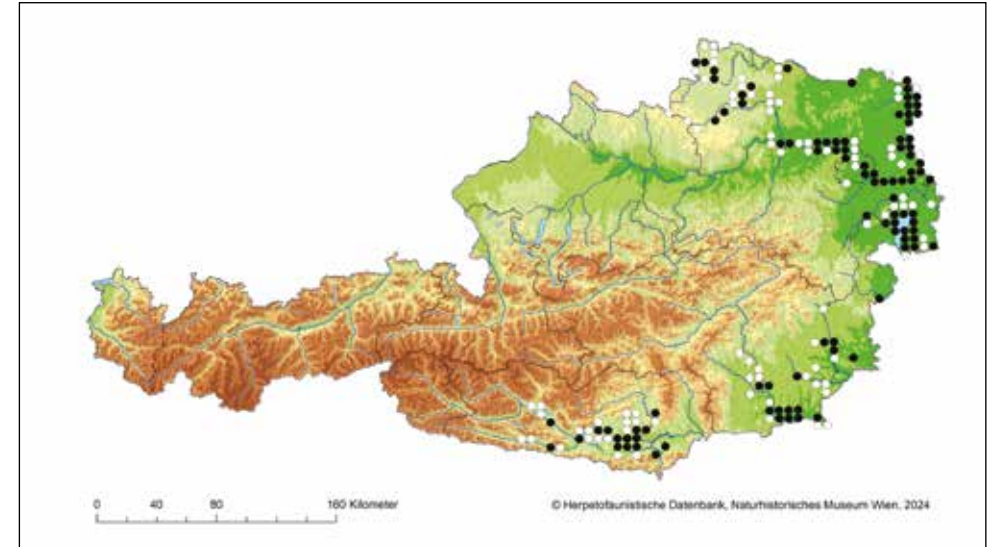 0 40 80 160 Kilometer
© Herpetofaunistische Datenbank, Naturhistorisches Museum Wien, 2024